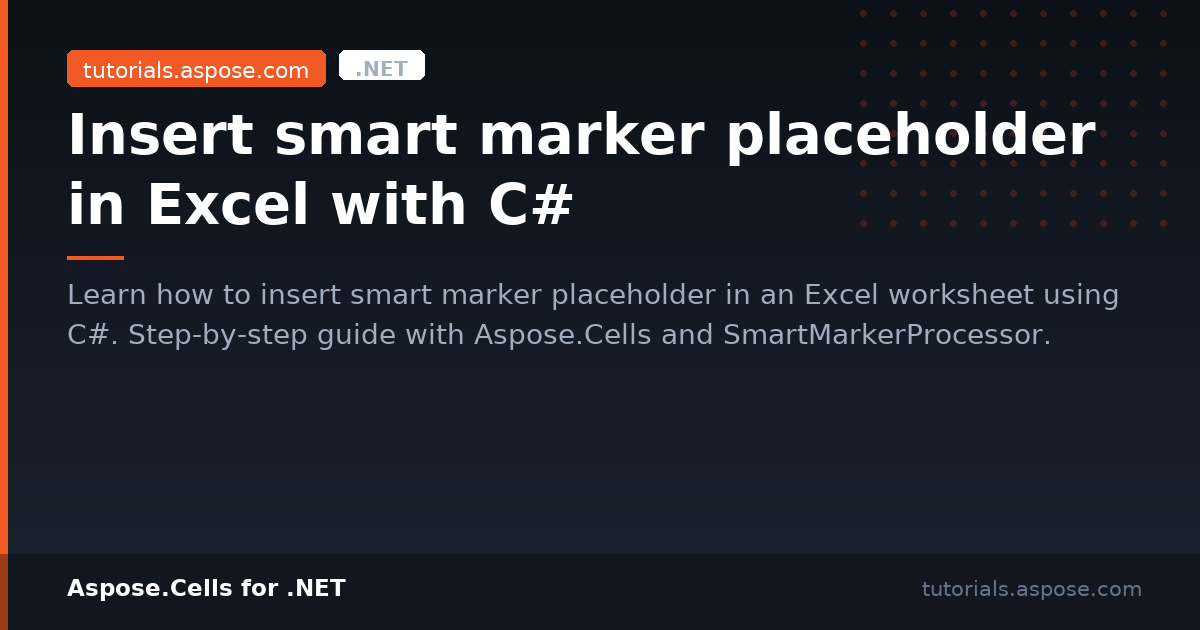 tutorials.aspose.com
.NET
Insert smart marker placeholder
in Excel with C#
Learn how to insert smart marker placeholder in an Excel worksheet using
C#. Step-by-step guide with Aspose.Cells and SmartMarkerProcessor.
Aspose.Cells for .NET
tutorials.aspose.com